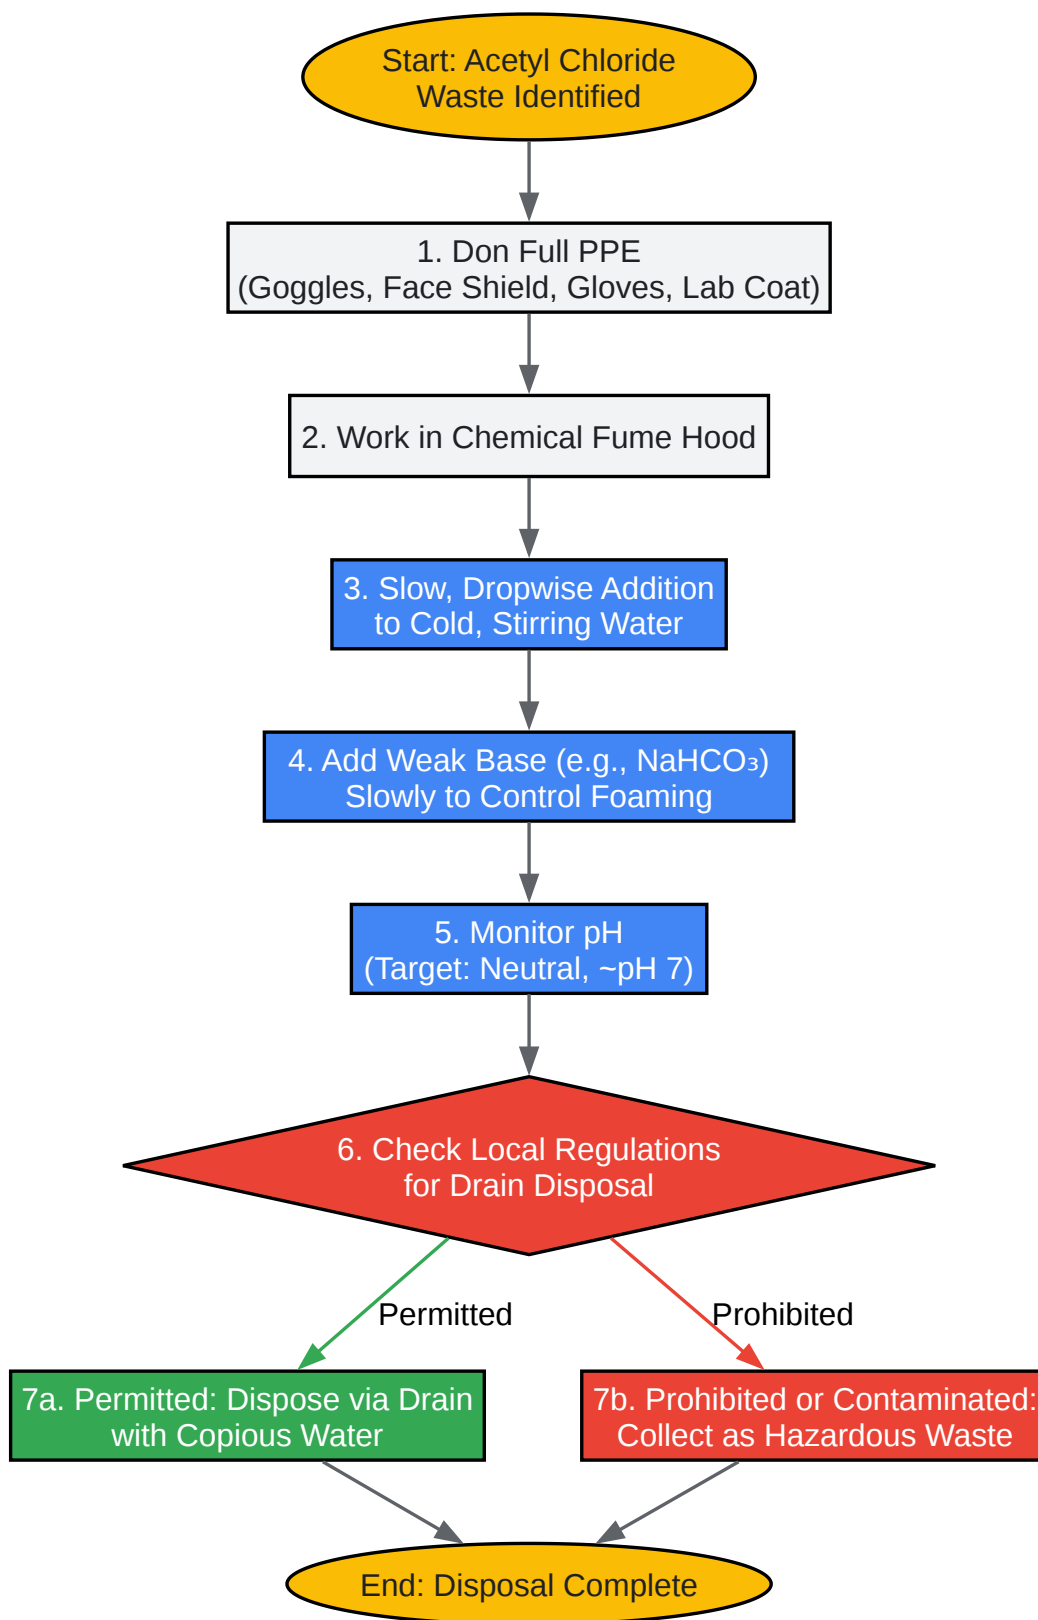 Start: Acetyl Chloride
Waste Identified
1. Don Full PPE
(Goggles, Face Shield, Gloves, Lab Coat)
2. Work in Chemical Fume Hood
3. Slow, Dropwise Addition
to Cold, Stirring Water
4. Add Weak Base (e.g., NaHCO₃)
Slowly to Control Foaming
5. Monitor pH
(Target: Neutral, ~pH 7)
6. Check Local Regulations
for Drain Disposal
Permitted
Prohibited
7a. Permitted: Dispose via Drain
with Copious Water
7b. Prohibited or Contaminated:
Collect as Hazardous Waste
End: Disposal Complete